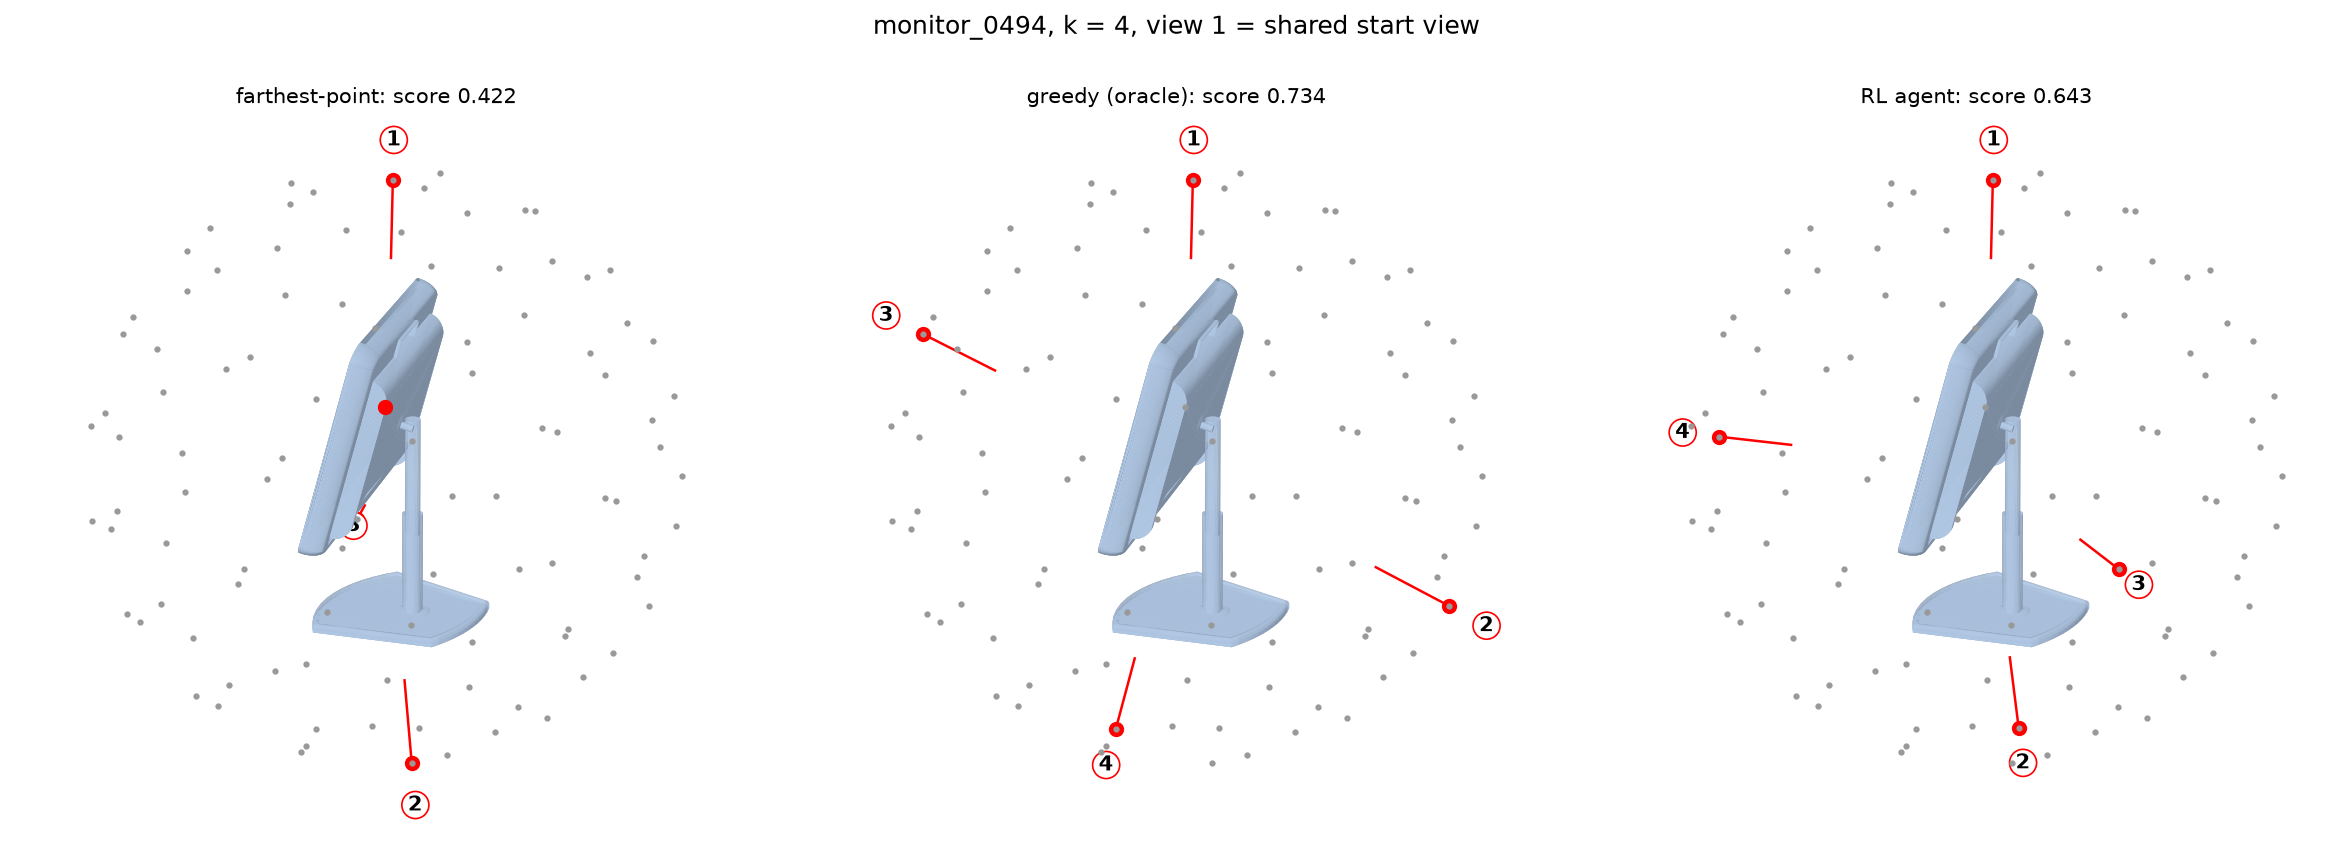 monitor_0494, k = 4, view 1 = shared start view
farthest-point: score 0.422
1
3
2
greedy (oracle): score 0.734
1
3
2
4
RL agent: score 0.643
1
4
3
2